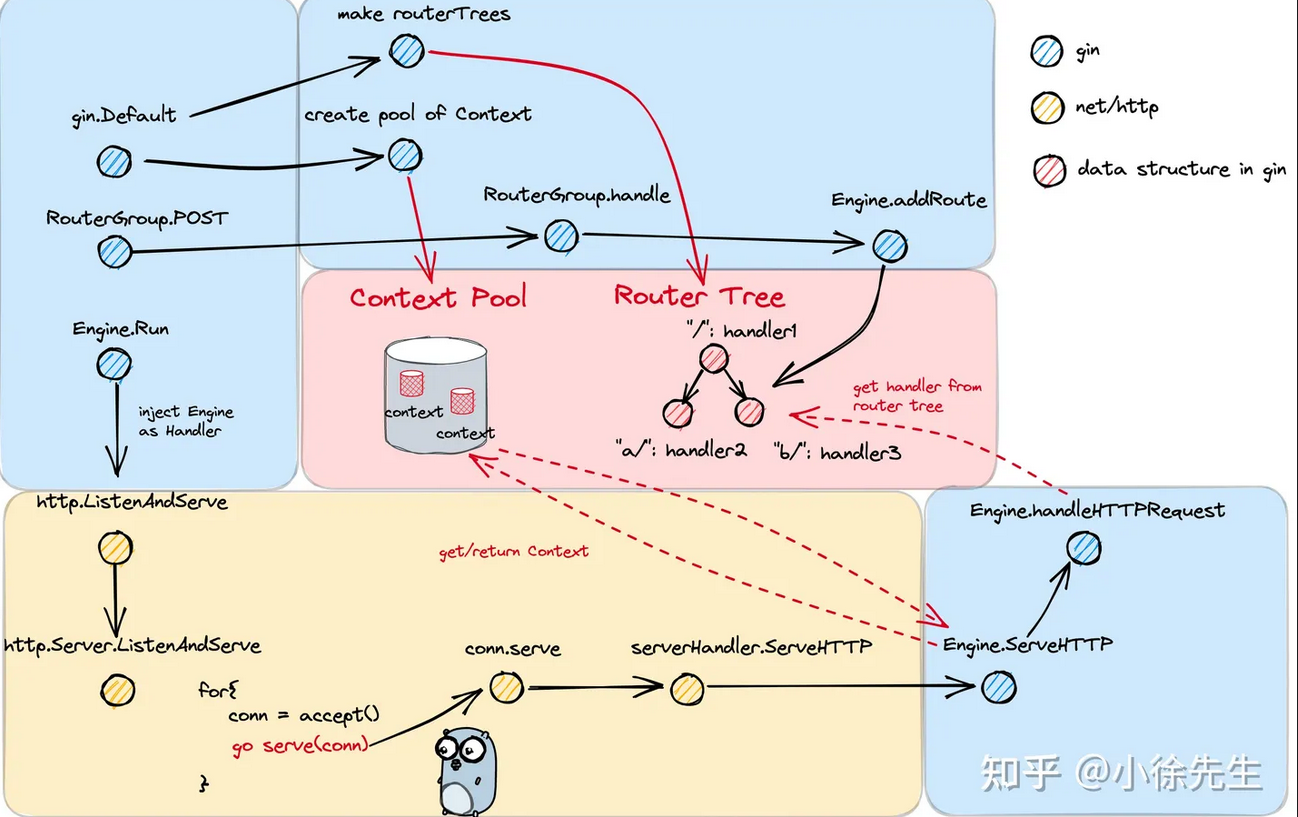 make routerTrees
gin
gin.Default
create pool of Context
net/http
data structure in gin
RouterGroup.POST
RouterGroup.handle
Engine.addRoute
Context Pool
Router Tree
Engine.Run
"/": handler1
inject Engine
as Handler
context
context
get handler from
router tree
"a/": handler2
"b/": handler3
http.ListenAndServe
Engine.handleHTTPRequest
get/return Context
http.Server.ListenAndServe
conn.serve
serverHandler.ServeHTTP
Engine.ServeHTTP
for{
conn = accept()
go serve(conn)
}
知乎 @小徐先生